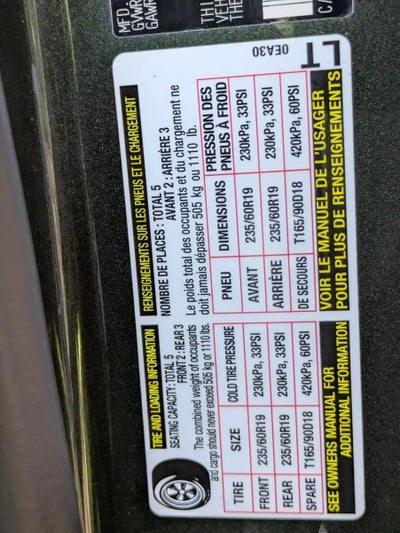 MFD.
GVWR
GAWR
THI
VEH
THE
C/
TIRE AND LOADING INFORMATION
SEATING CAPACITY: TOTAL 5
FRONT 2 : REAR 3
The combined weight of occupants
and cargo should never exceed 505 kg or 1110 lbs.
TIRE SIZE COLD TIRE PRESSURE
FRONT 235/60R19 230kPa, 33PSI
REAR 235/60R19 230kPa, 33PSI
SPARE T165/90D18 420kPa, 60PSI
SEE OWNERS MANUAL FOR
ADDITIONAL INFORMATION
RENSEIGNEMENTS SUR LES PNEUS ET LE CHARGEMENT
NOMBRE DE PLACES : TOTAL 5
AVANT 2 : ARRIÈRE 3
Le poids total des occupants et du chargement ne
doit jamais dépasser 505 kg ou 1110 lb.
PNEU DIMENSIONS PRESSION DES
PNEUS À FROID
AVANT 235/60R19 230kPa, 33PSI
ARRIÈRE 235/60R19 230kPa, 33PSI
DE SECOURS T165/90D18 420kPa, 60PSI
VOIR LE MANUEL DE L'USAGER
POUR PLUS DE RENSEIGNEMENTS
0EA30
LT